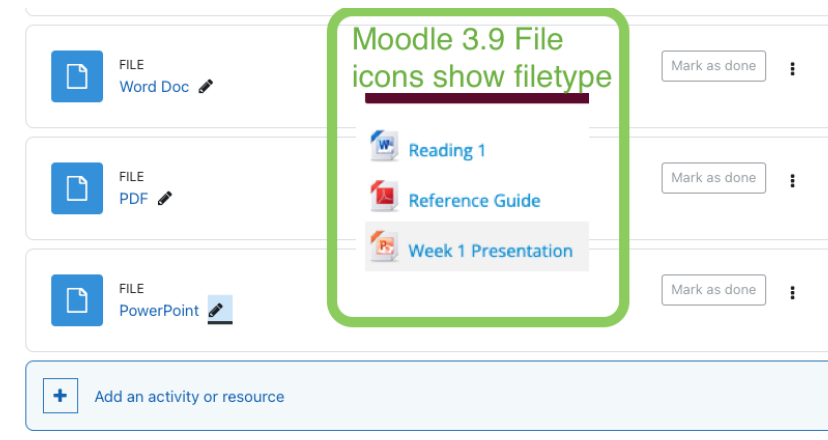 Moodle 3.9 File
icons show filetype
FILE
Word Doc
Mark as done
Reading 1
FILE
PDF
Mark as done
Reference Guide
Week 1 Presentation
FILE
PowerPoint
Mark as done
Add an activity or resource